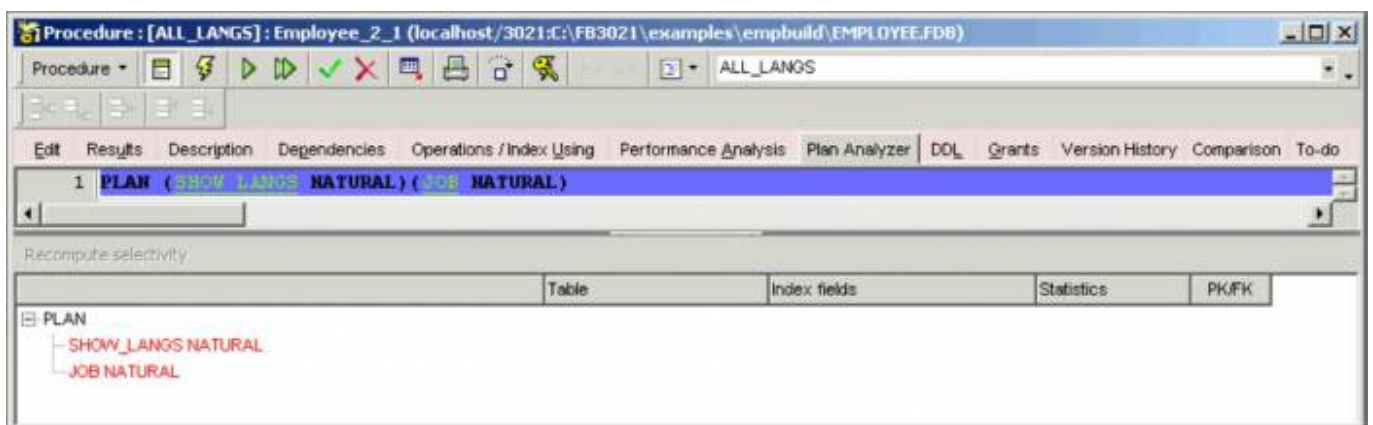 Procedure : [ALL_LANGS] : Employee_2_1 (localhost/3021:C:\FB3021\examples\empbuild\EMPLOYEE.FDB)
Procedure ALL_LANGS
Edit Results Description Dependencies Operations / Index Using Performance Analysis Plan Analyzer DDL Grants Version History Comparison To-do
1 PLAN (SHOW_LANGS NATURAL)(JOB NATURAL)
Recompute selectivity
Table Index fields Statistics PK/FK
PLAN
SHOW_LANGS NATURAL
JOB NATURAL